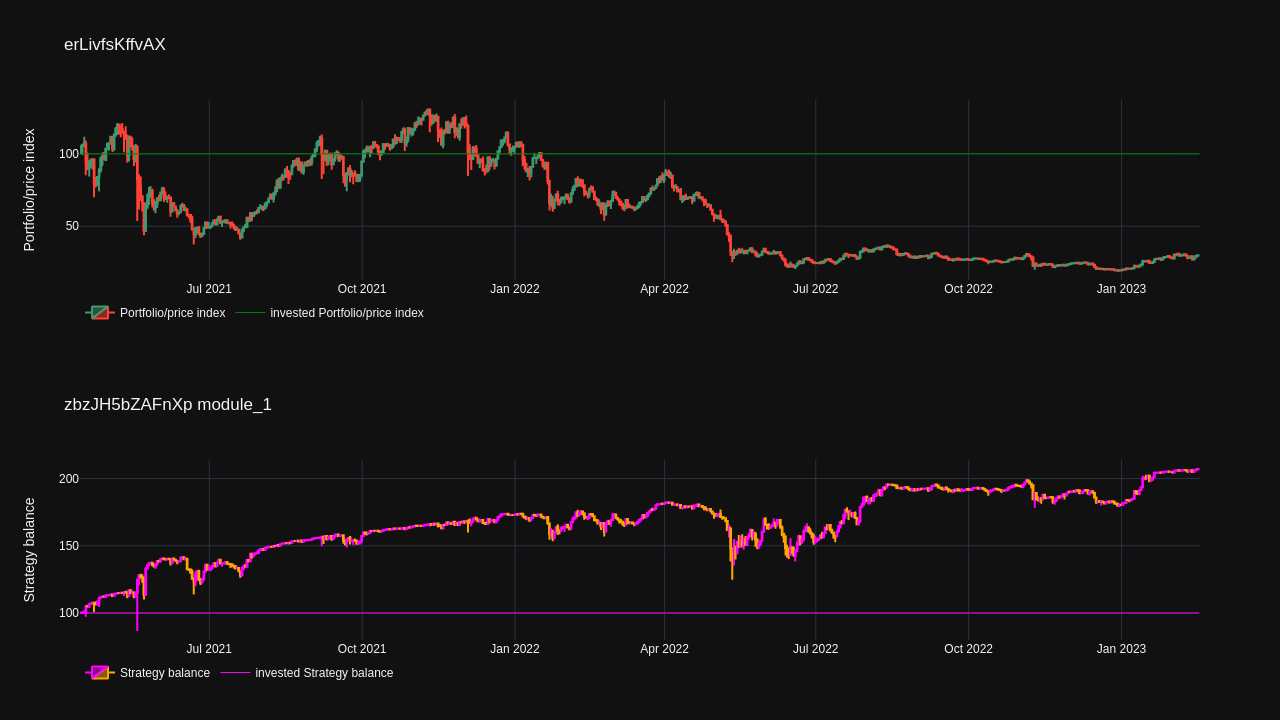 erLivfsKffvAX
Portfolio/price index
100
50
Jul 2021
Oct 2021
Jan 2022
Apr 2022
Jul 2022
Oct 2022
Jan 2023
Portfolio/price index
invested Portfolio/price index
zbzJH5bZAFnXp module_1
Strategy balance
200
150
100
Jul 2021
Oct 2021
Jan 2022
Apr 2022
Jul 2022
Oct 2022
Jan 2023
Strategy balance
invested Strategy balance